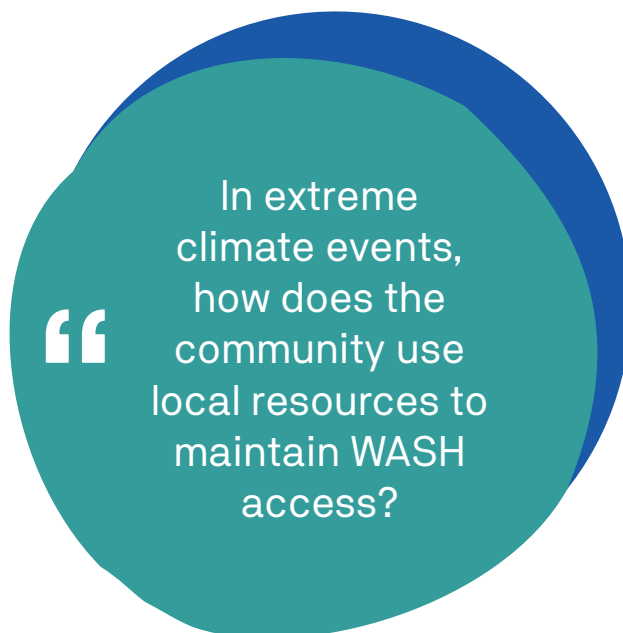 “
In extreme
climate events,
how does the
community use
local resources to
maintain WASH
access?